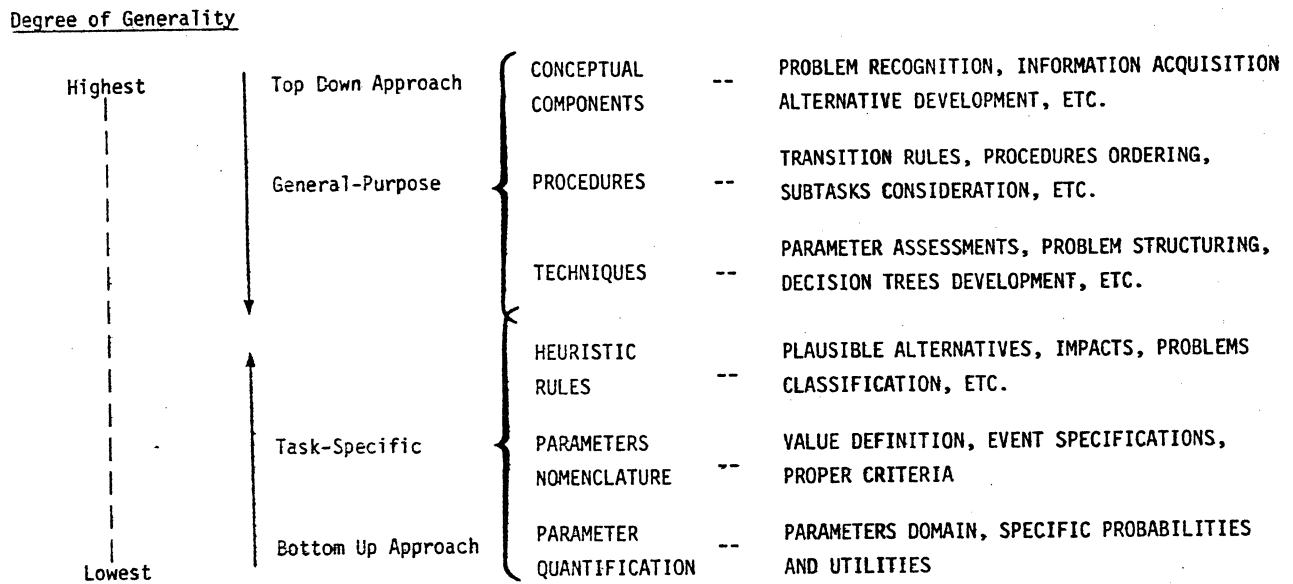 Degree of Generality
Highest
Top Down Approach
CONCEPTUAL
COMPONENTS
--
PROBLEM RECOGNITION, INFORMATION ACQUISITION
ALTERNATIVE DEVELOPMENT, ETC.
General-Purpose
PROCEDURES
--
TRANSITION RULES, PROCEDURES ORDERING,
SUBTASKS CONSIDERATION, ETC.
TECHNIQUES
--
PARAMETER ASSESSMENTS, PROBLEM STRUCTURING,
DECISION TREES DEVELOPMENT, ETC.
HEURISTIC
RULES
--
PLAUSIBLE ALTERNATIVES, IMPACTS, PROBLEMS
CLASSIFICATION, ETC.
Task-Specific
PARAMETERS
NOMENCLATURE
--
VALUE DEFINITION, EVENT SPECIFICATIONS,
PROPER CRITERIA
Bottom Up Approach
PARAMETER
QUANTIFICATION
--
PARAMETERS DOMAIN, SPECIFIC PROBABILITIES
AND UTILITIES
Lowest